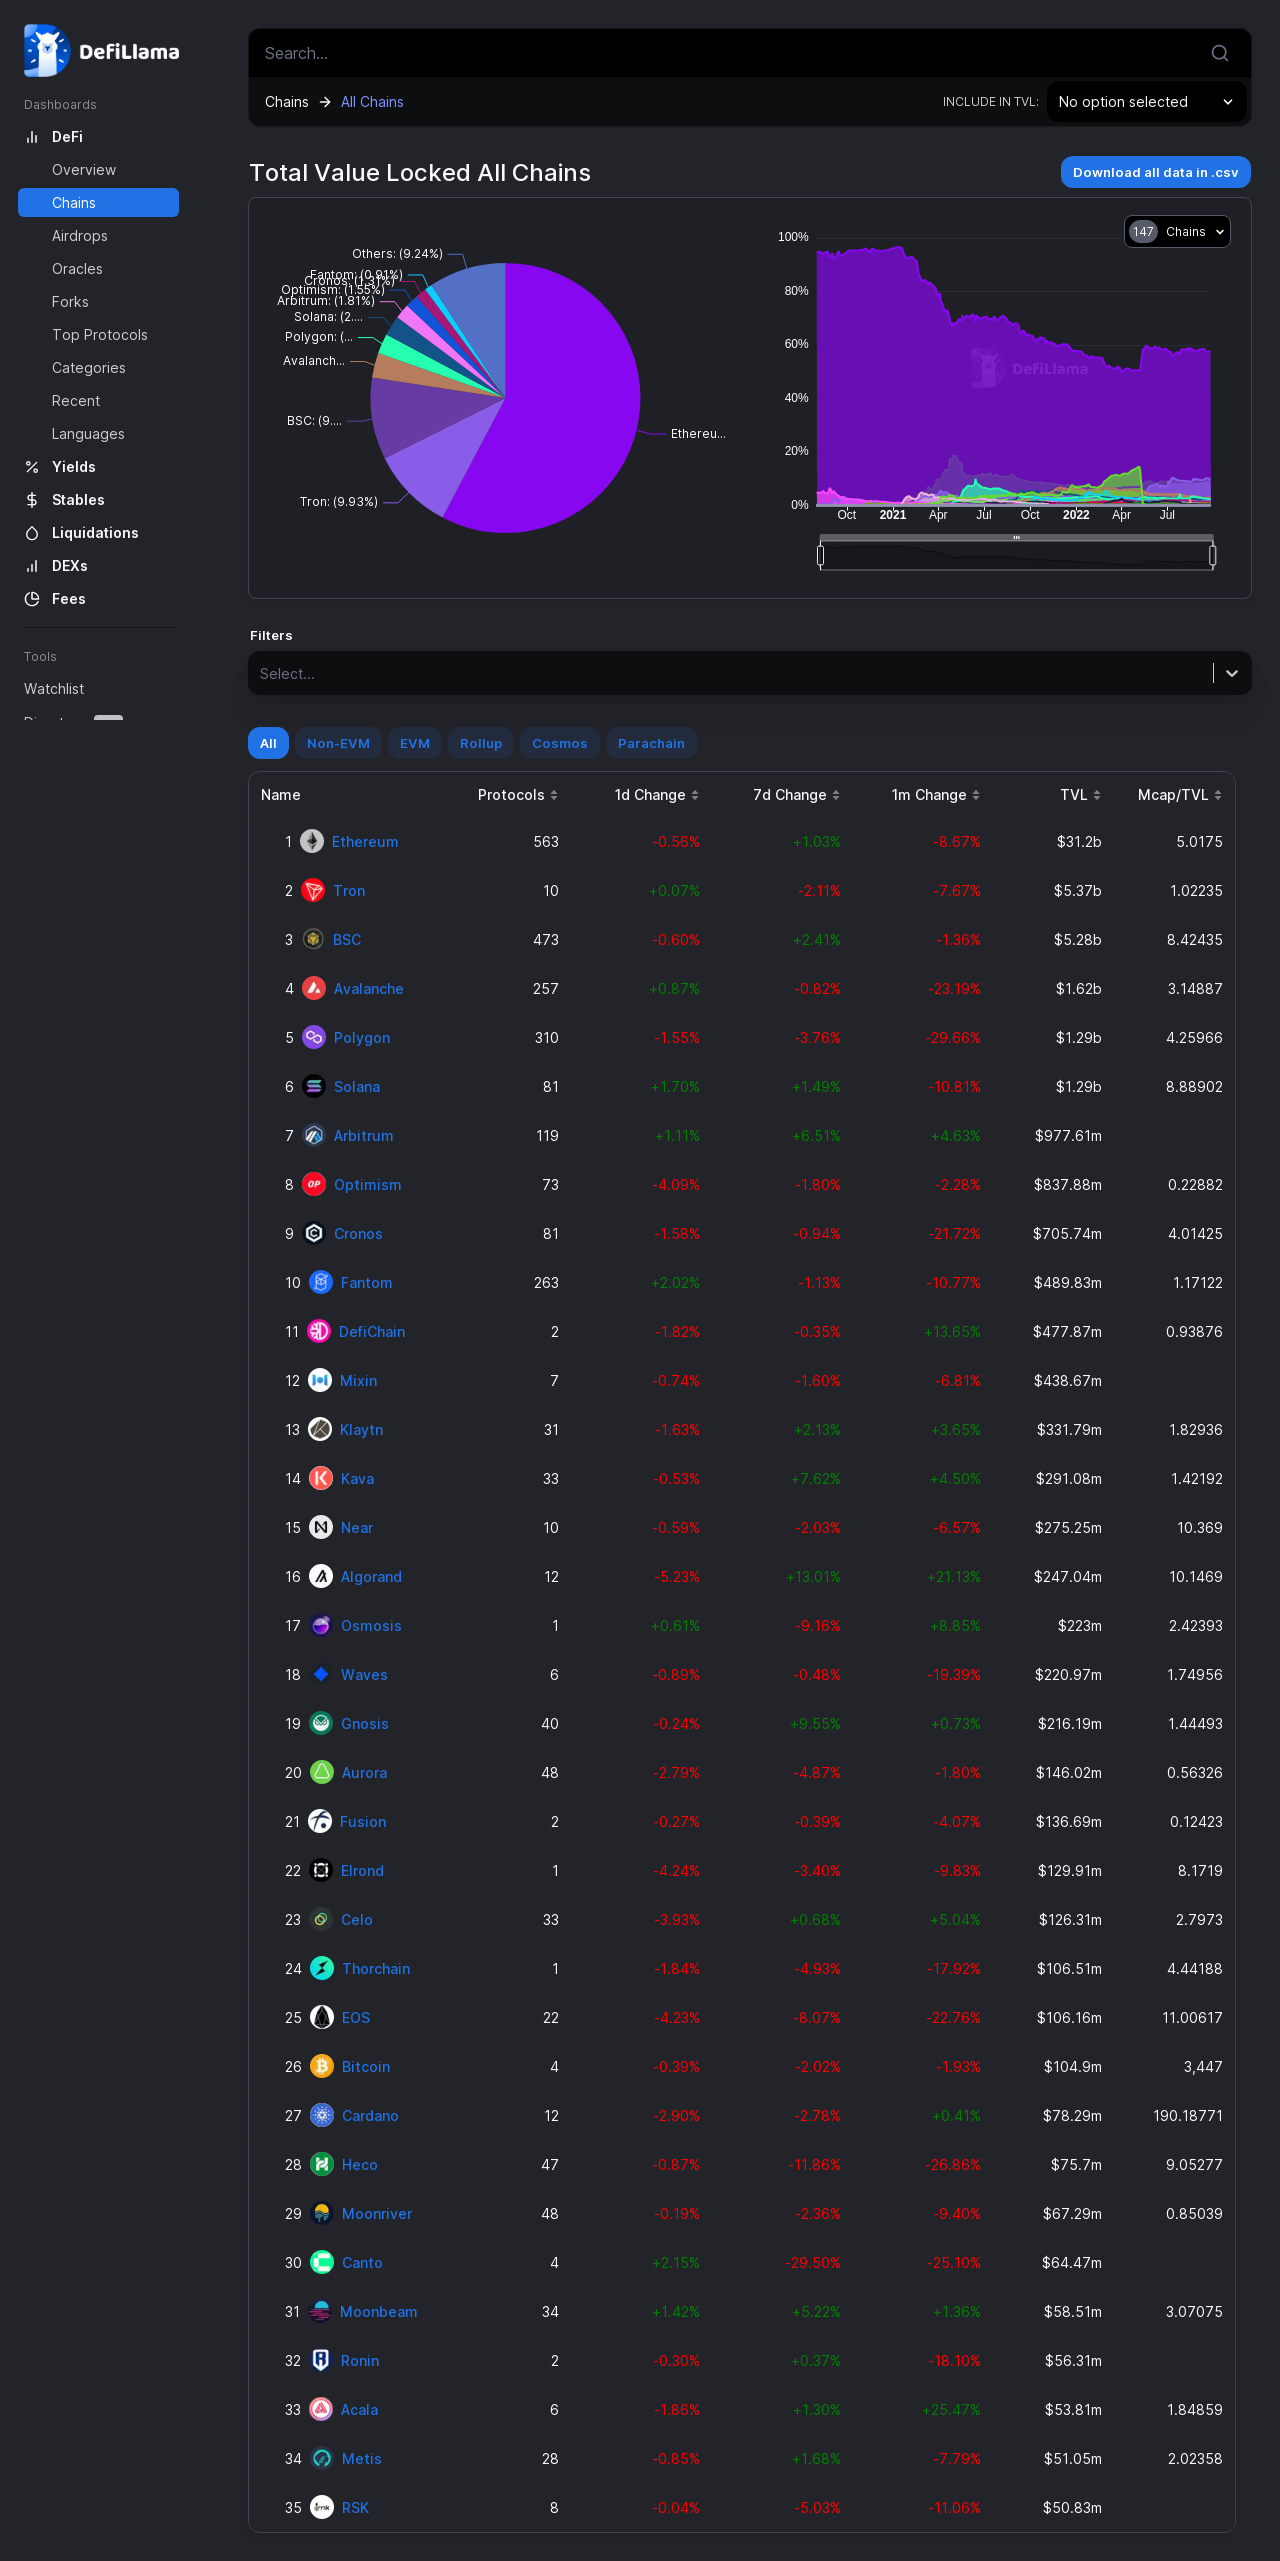 DefiLlama
Dashboards
DeFi
Overview
Chains
Airdrops
Oracles
Forks
Top Protocols
Categories
Recent
Languages
Yields
Stables
Liquidations
DEXs
Fees
Tools
Watchlist
Search...
Chains → All Chains
INCLUDE IN TVL: No option selected
Total Value Locked All Chains
Download all data in .csv
Others: (9.24%)
Fantom: (0.91%)
Cronos: (1.31%)
Optimism: (1.55%)
Arbitrum: (1.81%)
Solana: (2....
Polygon: (...
Avalanch...
BSC: (9....
Tron: (9.93%)
Ethereu...
147 Chains
100%
80%
60%
40%
20%
0%
DefiLlama
Oct 2021 Apr Jul Oct 2022 Apr Jul
Filters
Select...
All Non-EVM EVM Rollup Cosmos Parachain
Name Protocols 1d Change 7d Change 1m Change TVL Mcap/TVL
1 Ethereum 563 -0.56% +1.03% -8.67% $31.2b 5.0175
2 Tron 10 +0.07% -2.11% -7.67% $5.37b 1.02235
3 BSC 473 -0.60% +2.41% -1.36% $5.28b 8.42435
4 Avalanche 257 +0.87% -0.82% -23.19% $1.62b 3.14887
5 Polygon 310 -1.55% -3.76% -29.66% $1.29b 4.25966
6 Solana 81 +1.70% +1.49% -10.81% $1.29b 8.88902
7 Arbitrum 119 +1.11% +6.51% +4.63% $977.61m
8 OP Optimism 73 -4.09% -1.80% -2.28% $837.88m 0.22882
9 Cronos 81 -1.58% -0.94% -21.72% $705.74m 4.01425
10 Fantom 263 +2.02% -1.13% -10.77% $489.83m 1.17122
11 DefiChain 2 -1.82% -0.35% +13.65% $477.87m 0.93876
12 Mixin 7 -0.74% -1.60% -6.81% $438.67m
13 Klaytn 31 -1.63% +2.13% +3.65% $331.79m 1.82936
14 Kava 33 -0.53% +7.62% +4.50% $291.08m 1.42192
15 Near 10 -0.59% -2.03% -6.57% $275.25m 10.369
16 Algorand 12 -5.23% +13.01% +21.13% $247.04m 10.1469
17 Osmosis 1 +0.61% -9.16% +8.85% $223m 2.42393
18 Waves 6 -0.89% -0.48% -19.39% $220.97m 1.74956
19 Gnosis 40 -0.24% +9.55% +0.73% $216.19m 1.44493
20 Aurora 48 -2.79% -4.87% -1.80% $146.02m 0.56326
21 Fusion 2 -0.27% -0.39% -4.07% $136.69m 0.12423
22 Elrond 1 -4.24% -3.40% -9.83% $129.91m 8.1719
23 Celo 33 -3.93% +0.68% +5.04% $126.31m 2.7973
24 Thorchain 1 -1.84% -4.93% -17.92% $106.51m 4.44188
25 EOS 22 -4.23% -8.07% -22.76% $106.16m 11.00617
26 Bitcoin 4 -0.39% -2.02% -1.93% $104.9m 3,447
27 Cardano 12 -2.90% -2.78% +0.41% $78.29m 190.18771
28 Heco 47 -0.87% -11.86% -26.86% $75.7m 9.05277
29 Moonriver 48 -0.19% -2.36% -9.40% $67.29m 0.85039
30 Canto 4 +2.15% -29.50% -25.10% $64.47m
31 Moonbeam 34 +1.42% +5.22% +1.36% $58.51m 3.07075
32 Ronin 2 -0.30% +0.37% -18.10% $56.31m
33 Acala 6 -1.86% +1.30% +25.47% $53.81m 1.84859
34 Metis 28 -0.85% +1.68% -7.79% $51.05m 2.02358
35 RSK 8 -0.04% -5.03% -11.06% $50.83m